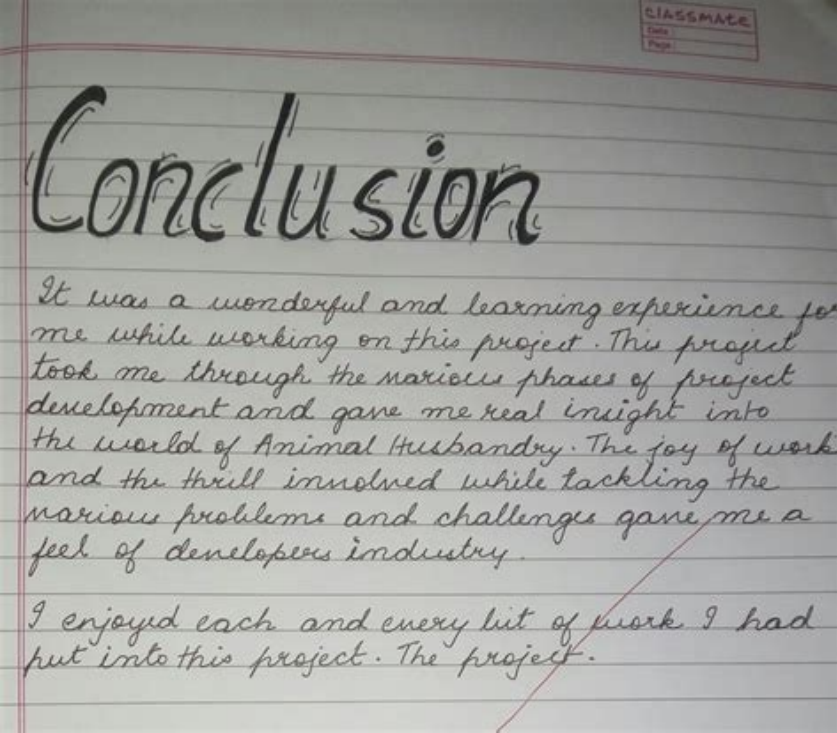 classmate
Date
Page
Conclusion
It was a wonderful and learning experience for
me while working on this project. This project
took me through the various phases of project
development and gave me real insight into
the world of Animal Husbandry. The joy of work
and the thrill involved while tackling the
various problems and challenges gave me a
feel of developers industry.
I enjoyed each and every bit of work I had
put into this project. The project.